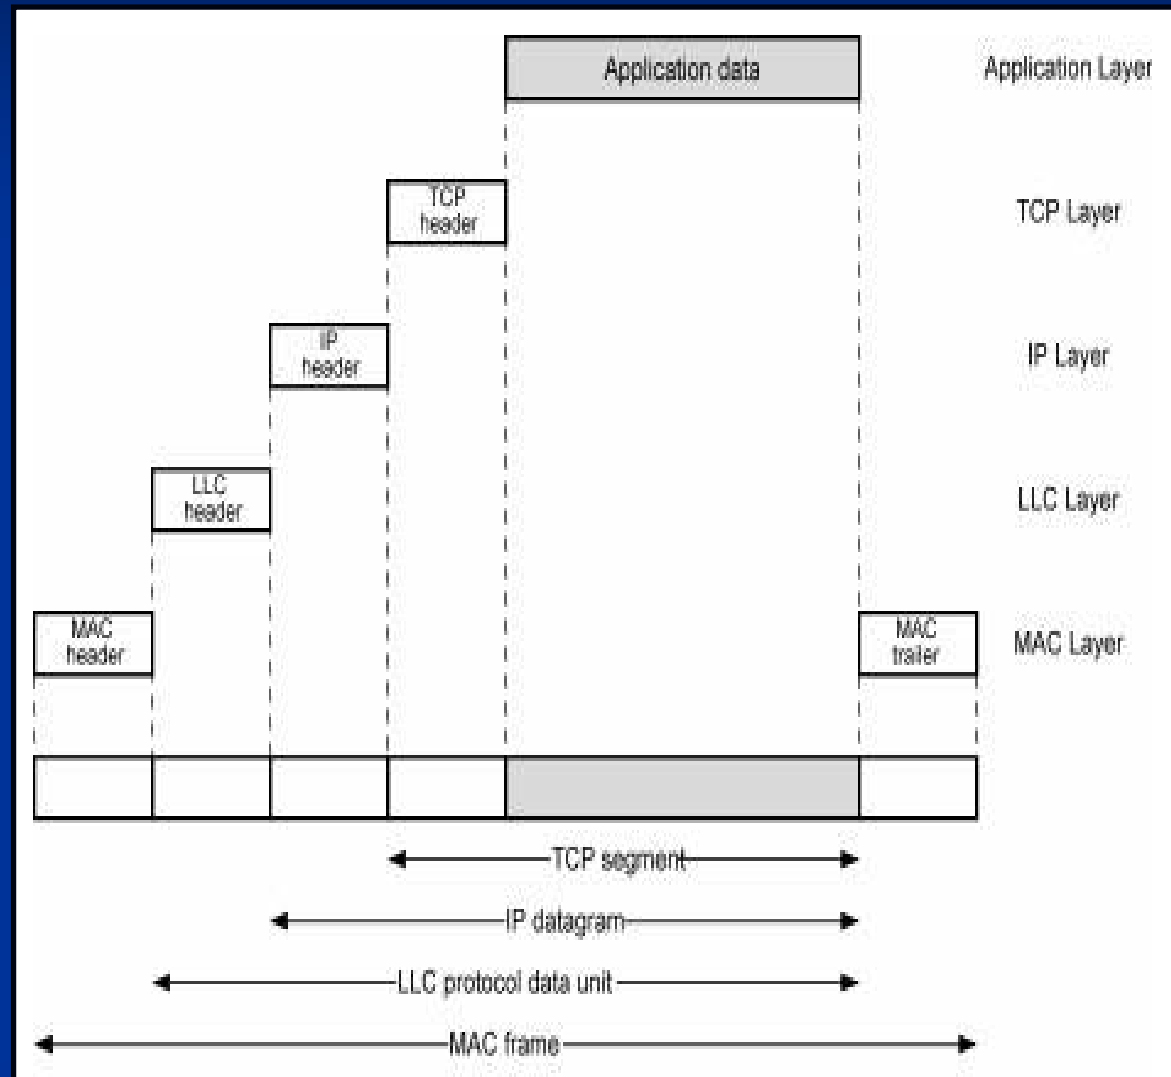 Application data
Application Layer
TCP
header
TCP Layer
IP
header
IP Layer
LLC
header
LLC Layer
MAC
header
MAC
trailer
MAC Layer
TCP segment
IP datagram
LLC protocol data unit
MAC frame